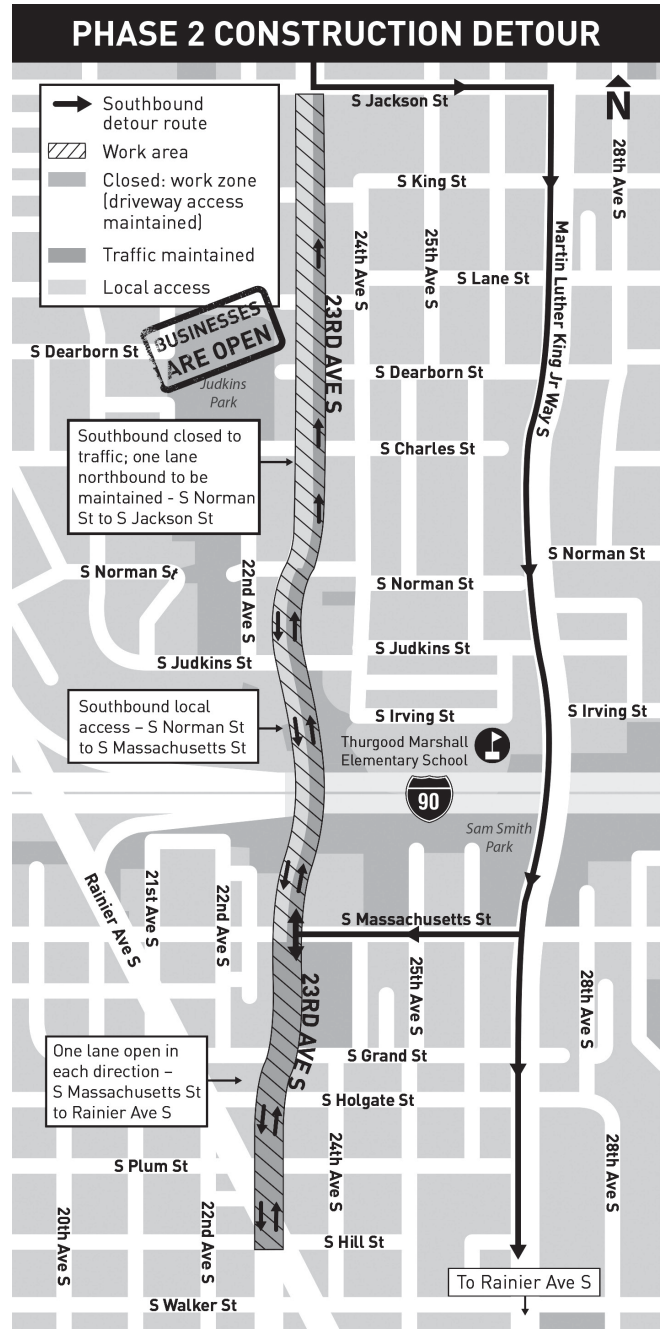 PHASE 2 CONSTRUCTION DETOUR
Southbound
detour route
Work area
Closed: work zone
(driveway access
maintained)
Traffic maintained
Local access
S Jackson St
N
28th Ave S
S King St
24th Ave S
25th Ave S
S Lane St
Martin Luther King Jr Way S
23RD AVE S
BUSINESSES
ARE OPEN
S Dearborn St
Judkins
Park
S Dearborn St
Southbound closed to
traffic; one lane
northbound to be
maintained - S Norman
St to S Jackson St
S Charles St
S Norman St
S Norman St
22nd Ave S
S Norman St
S Judkins St
S Judkins St
Southbound local
access – S Norman St
to S Massachusetts St
S Irving St
S Irving St
Thurgood Marshall
Elementary School
90
Sam Smith
Park
Rainier Ave S
21st Ave S
22nd Ave S
S Massachusetts St
25th Ave S
28th Ave S
23RD AVE S
One lane open in
each direction –
S Massachusetts St
to Rainier Ave S
S Grand St
S Holgate St
24th Ave S
28th Ave S
S Plum St
20th Ave S
22nd Ave S
S Hill St
To Rainier Ave S
S Walker St